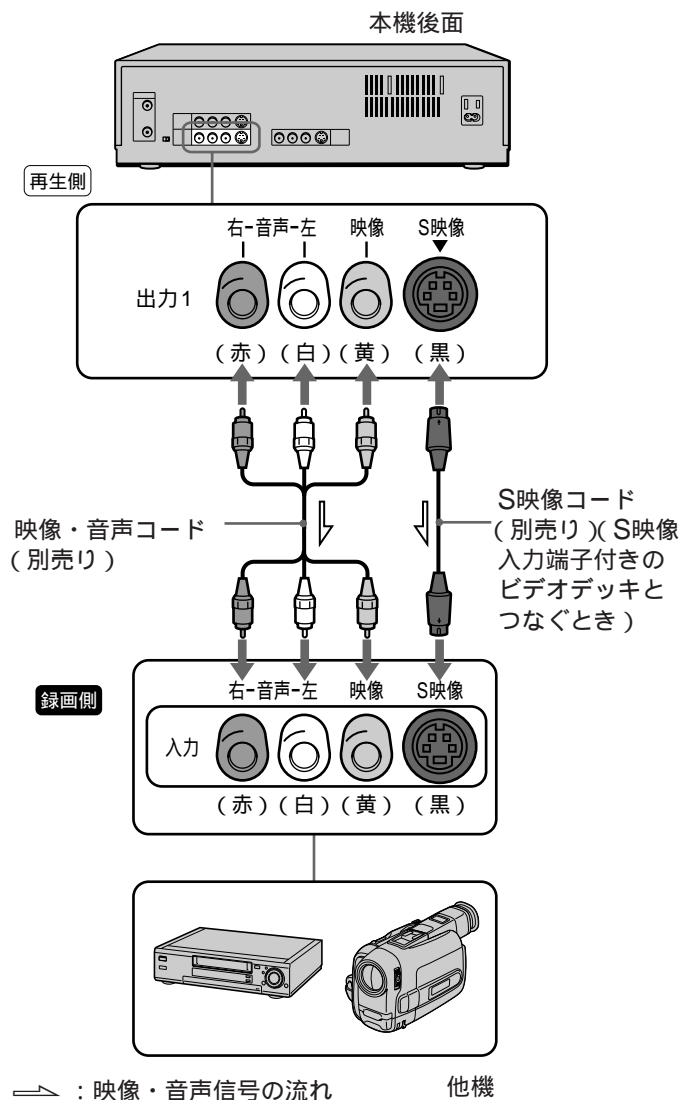 本機後面
再生側
右-音声-左 映像 S映像
出力1
(赤)(白)(黄) (黒)
映像・音声コード
(別売り)
S映像コード
(別売り)(S映像
入力端子付きの
ビデオデッキと
つなぐとき)
録画側
右-音声-左 映像 S映像
入力
(赤)(白)(黄) (黒)
:映像・音声信号の流れ
他機